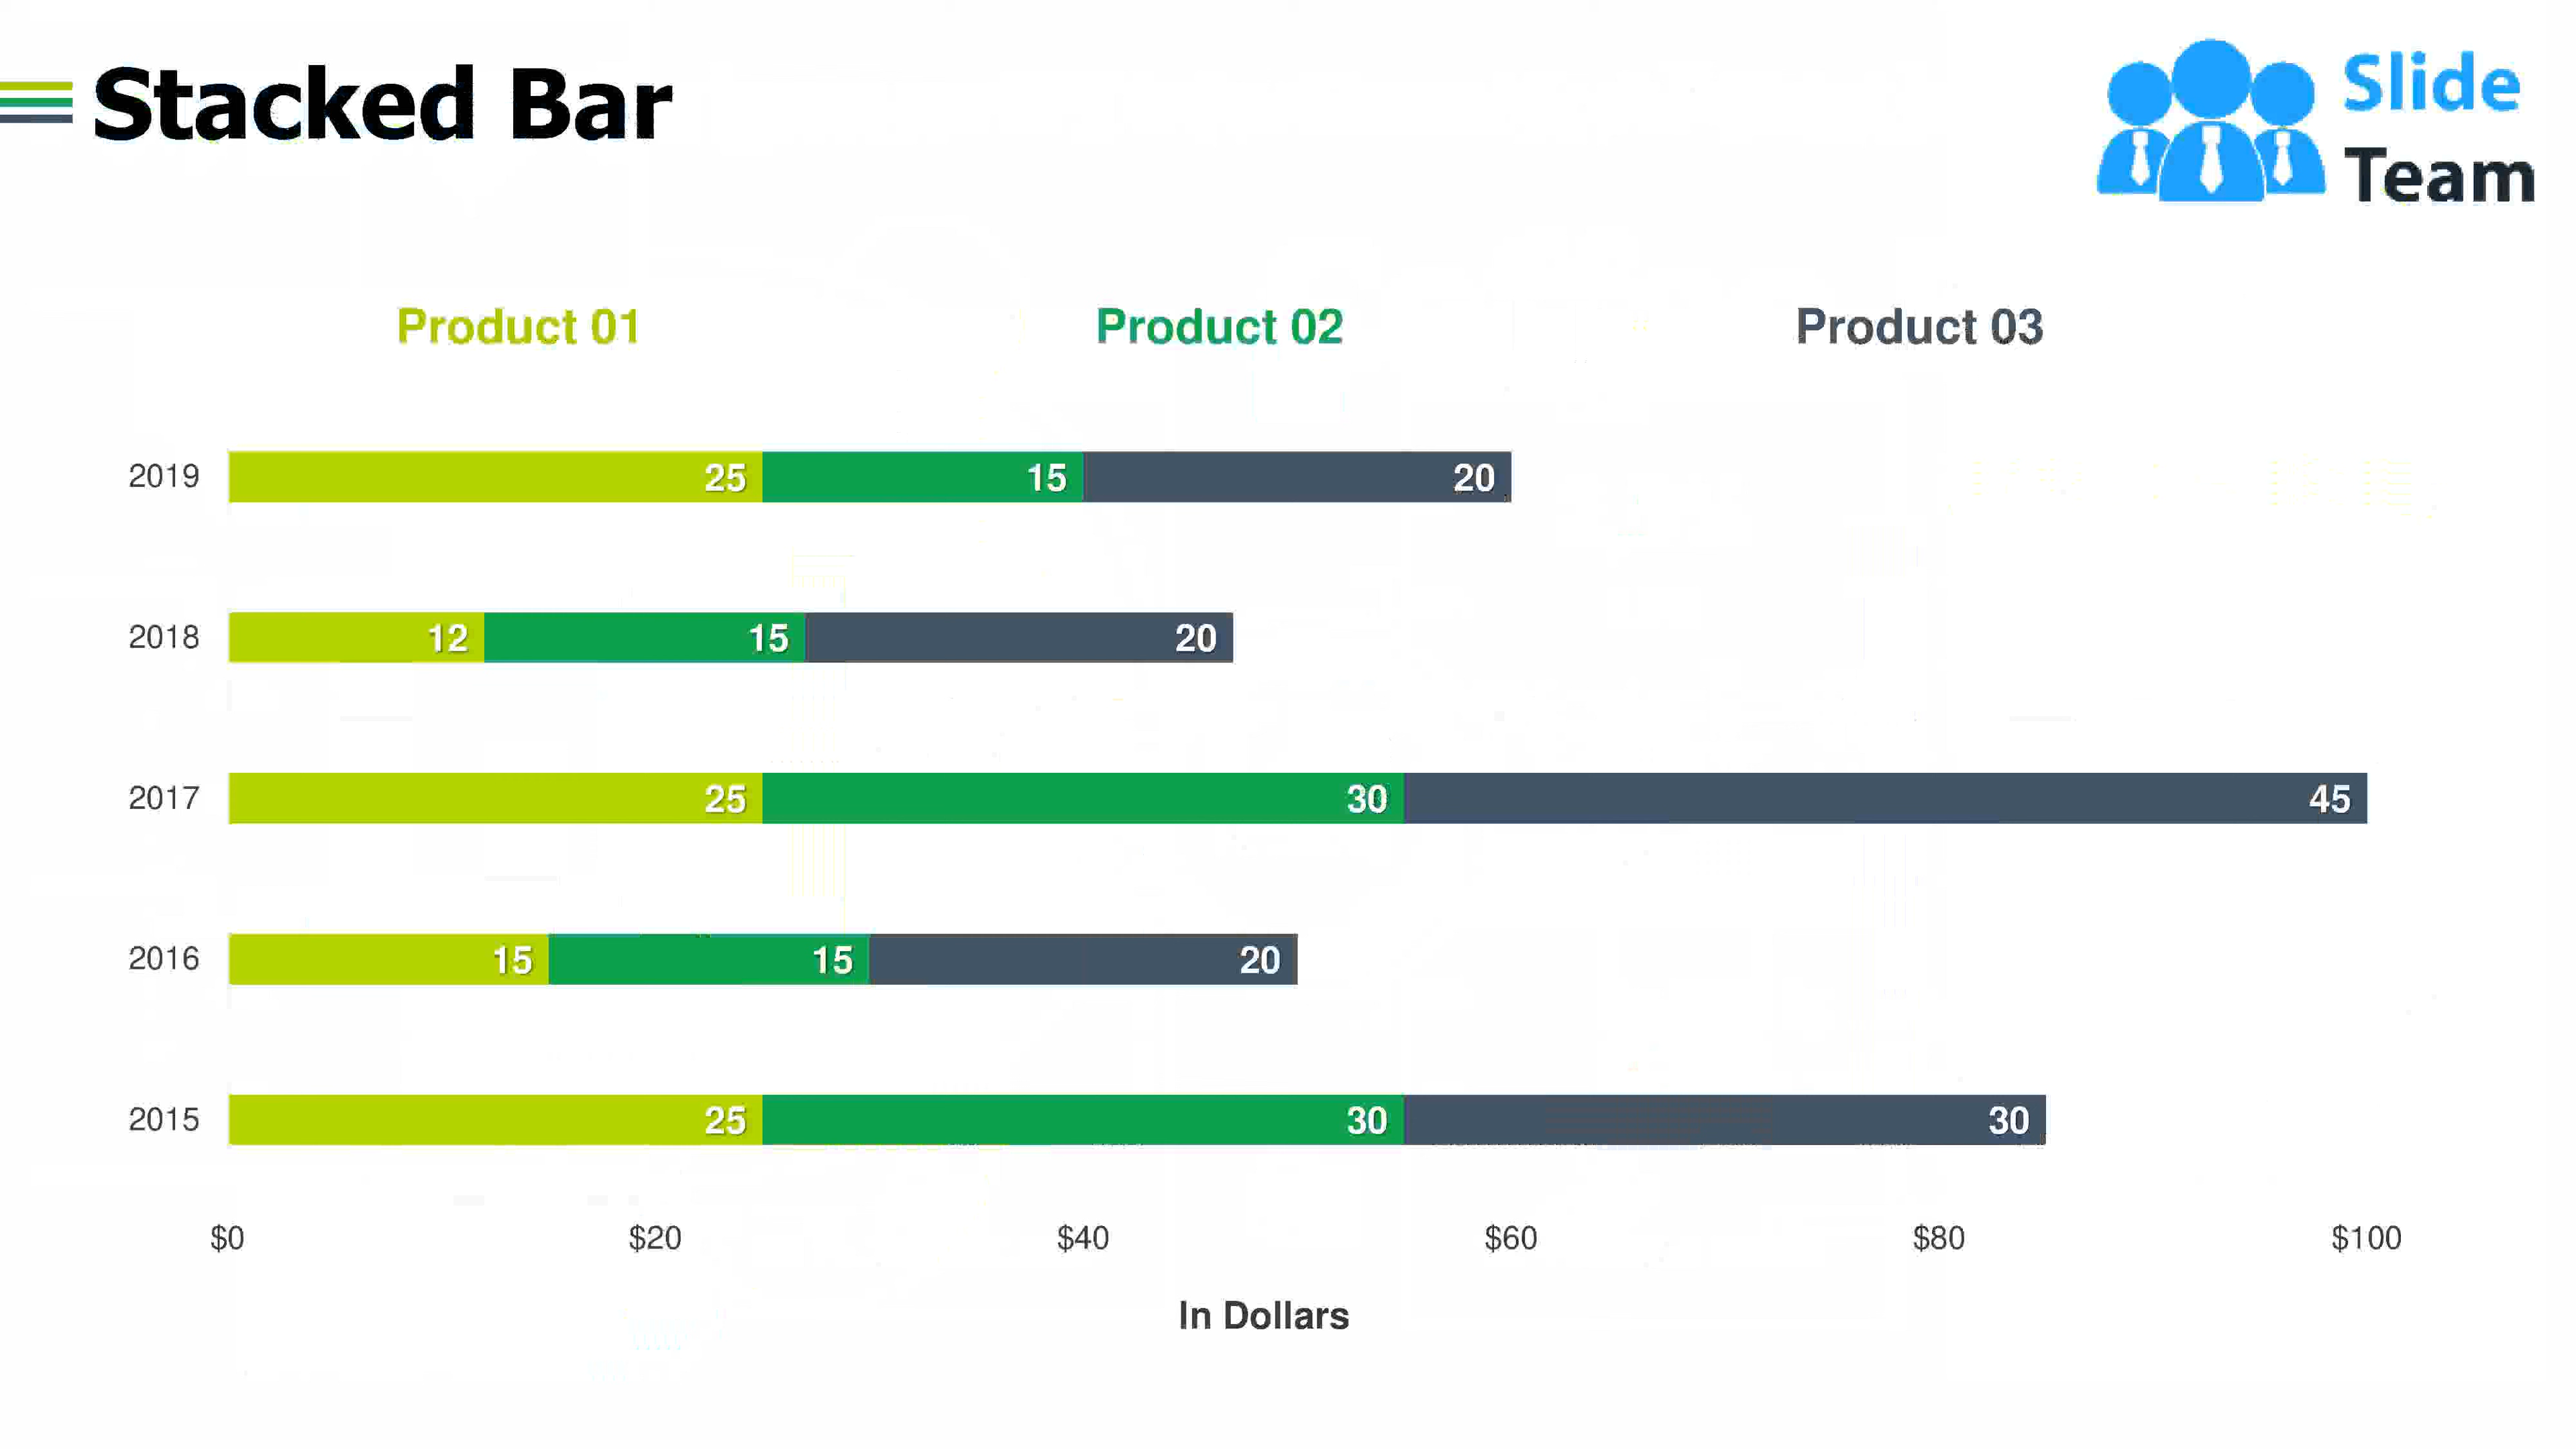 Stacked Bar
Slide
Team
Product 01
Product 02
Product 03
2019 25 15 20
2018 12 15 20
2017 25 30 45
2016 15 15 20
2015 25 30 30
$0 $20 $40 $60 $80 $100
In Dollars